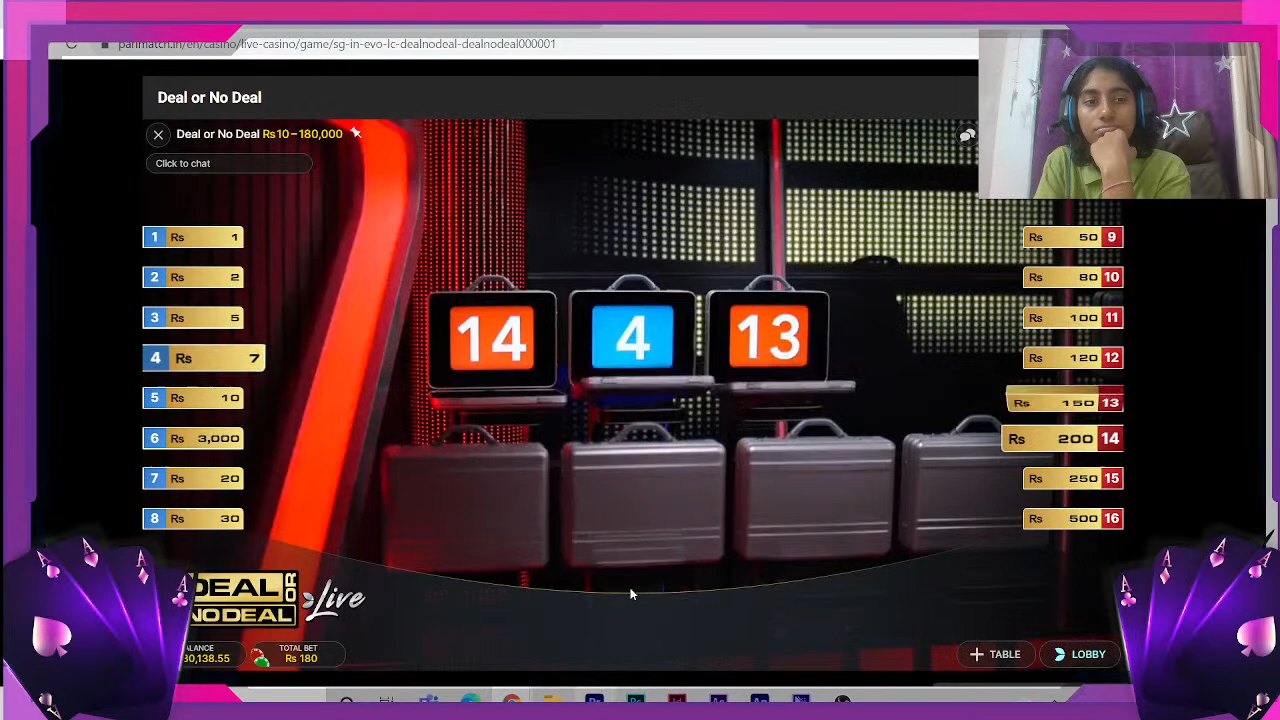 parimatch.in/en/casino/live-casino/game/sg-in-evo-lc-dealnodeal-dealnodeal000001
Deal or No Deal
Deal or No Deal Rs10–180,000
Click to chat
1 Rs 1
2 Rs 2
3 Rs 5
4 Rs 7
5 Rs 10
6 Rs 3,000
7 Rs 20
8 Rs 30
14 4 13
Rs 50 9
Rs 80 10
Rs 100 11
Rs 120 12
Rs 150 13
Rs 200 14
Rs 250 15
Rs 500 16
DEAL OR
NO DEAL Live
ALANCE
30,138.55
TOTAL BET
Rs 180
TABLE
LOBBY
A A A A
A A A A